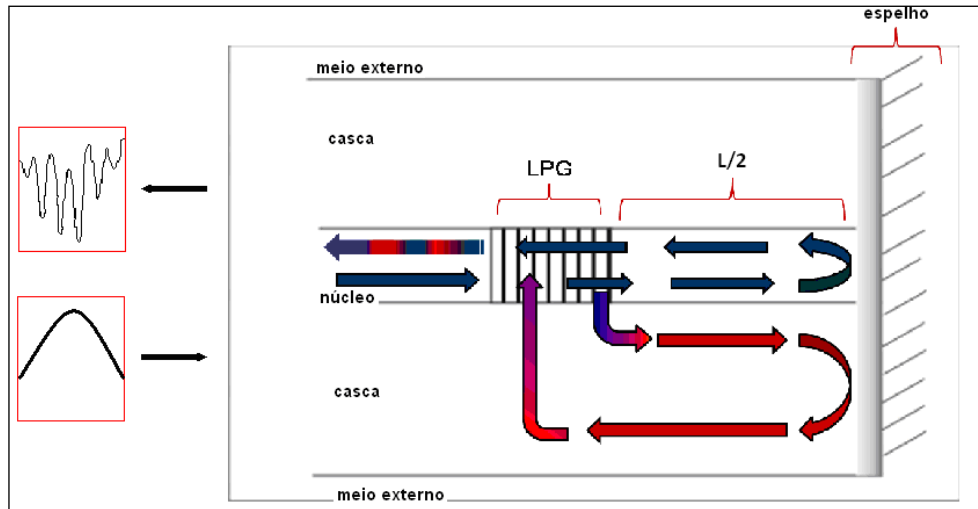 espelho
meio externo
casca
LPG
L/2
núcleo
casca
meio externo